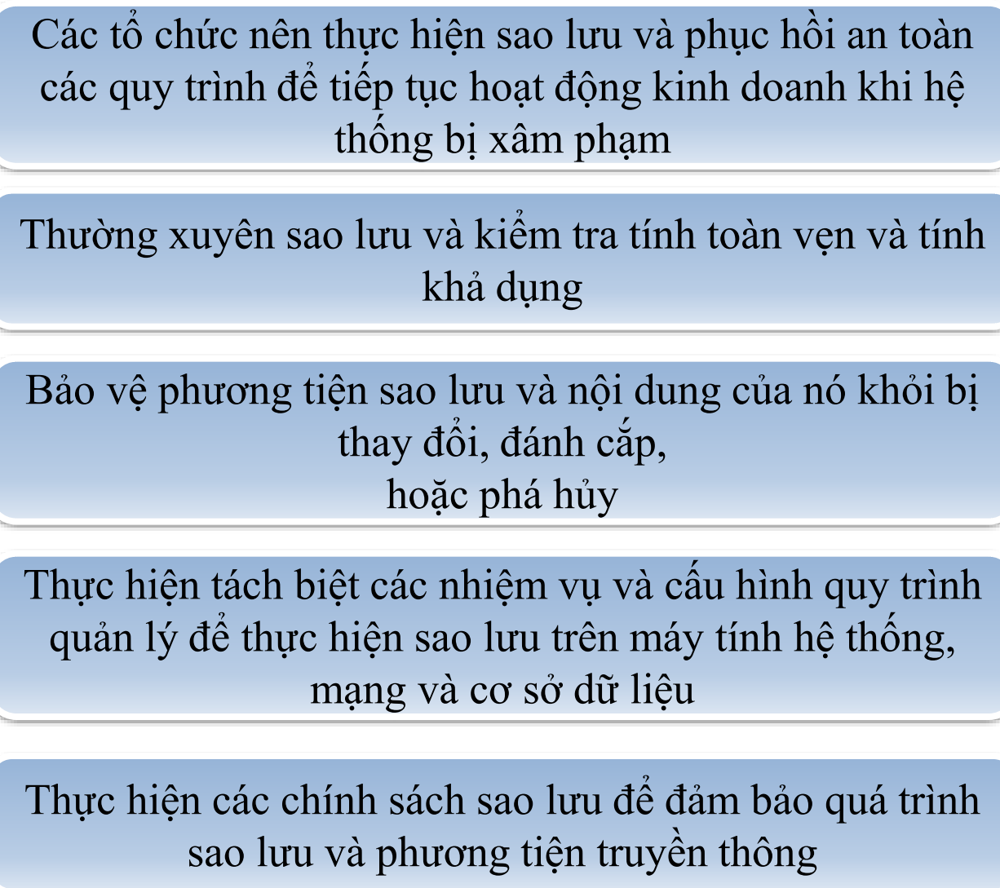 Các tổ chức nên thực hiện sao lưu và phục hồi an toàn
các quy trình để tiếp tục hoạt động kinh doanh khi hệ
thống bị xâm phạm
Thường xuyên sao lưu và kiểm tra tính toàn vẹn và tính
khả dụng
Bảo vệ phương tiện sao lưu và nội dung của nó khỏi bị
thay đổi, đánh cắp,
hoặc phá hủy
Thực hiện tách biệt các nhiệm vụ và cấu hình quy trình
quản lý để thực hiện sao lưu trên máy tính hệ thống,
mạng và cơ sở dữ liệu
Thực hiện các chính sách sao lưu để đảm bảo quá trình
sao lưu và phương tiện truyền thông